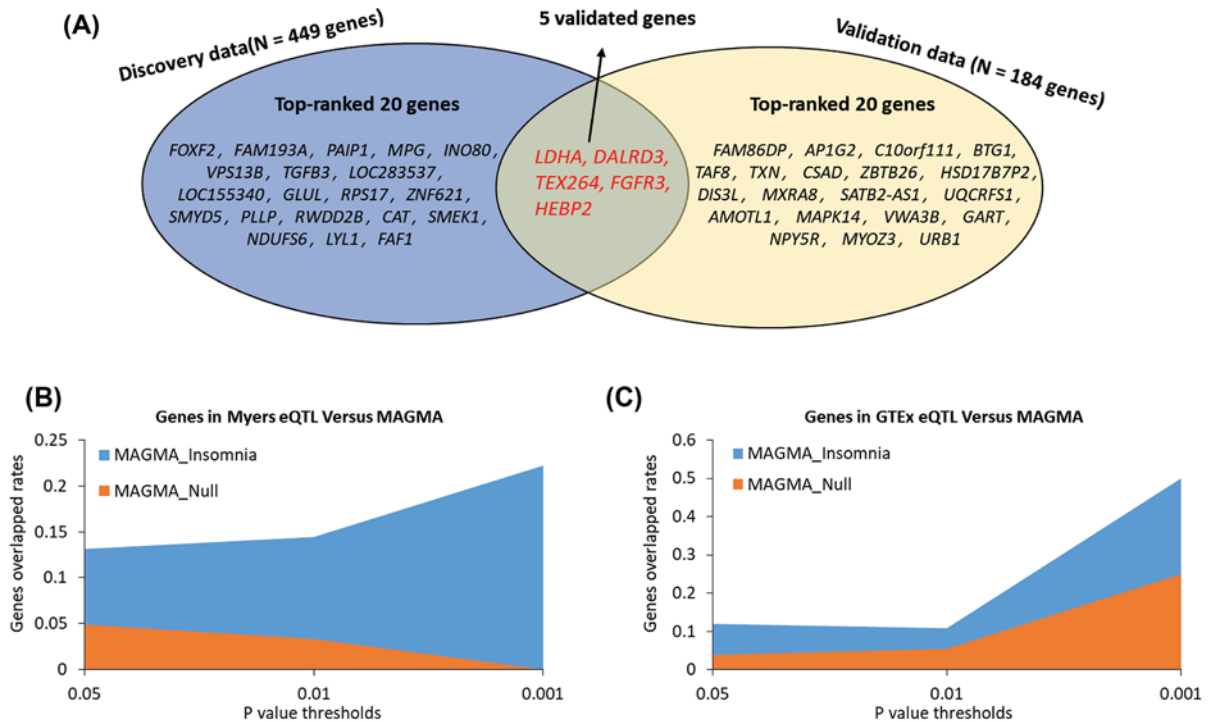 (A)
5 validated genes
Discovery data(N = 449 genes)
Validation data (N = 184 genes)
Top-ranked 20 genes
FOXF2, FAM193A, PAIP1, MPG, INO80,
VPS13B, TGFB3, LOC283537,
LOC155340, GLUL, RPS17, ZNF621,
SMYD5, PLLP, RWDD2B, CAT, SMEK1,
NDUFS6, LYL1, FAF1
LDHA, DALRD3,
TEX264, FGFR3,
HEBP2
Top-ranked 20 genes
FAM86DP, AP1G2, C10orf111, BTG1,
TAF8, TXN, CSAD, ZBTB26, HSD17B7P2,
DIS3L, MXRA8, SATB2-AS1, UQCRFS1,
AMOTL1, MAPK14, VWA3B, GART,
NPY5R, MYOZ3, URB1
(B)
Genes in Myers eQTL Versus MAGMA
Genes overlapped rates
0.25
0.2
0.15
0.1
0.05
0
MAGMA_Insomnia
MAGMA_Null
0.05 0.01 0.001
P value thresholds
(C)
Genes in GTEx eQTL Versus MAGMA
Genes overlapped rates
0.6
0.5
0.4
0.3
0.2
0.1
0
MAGMA_Insomnia
MAGMA_Null
0.05 0.01 0.001
P value thresholds